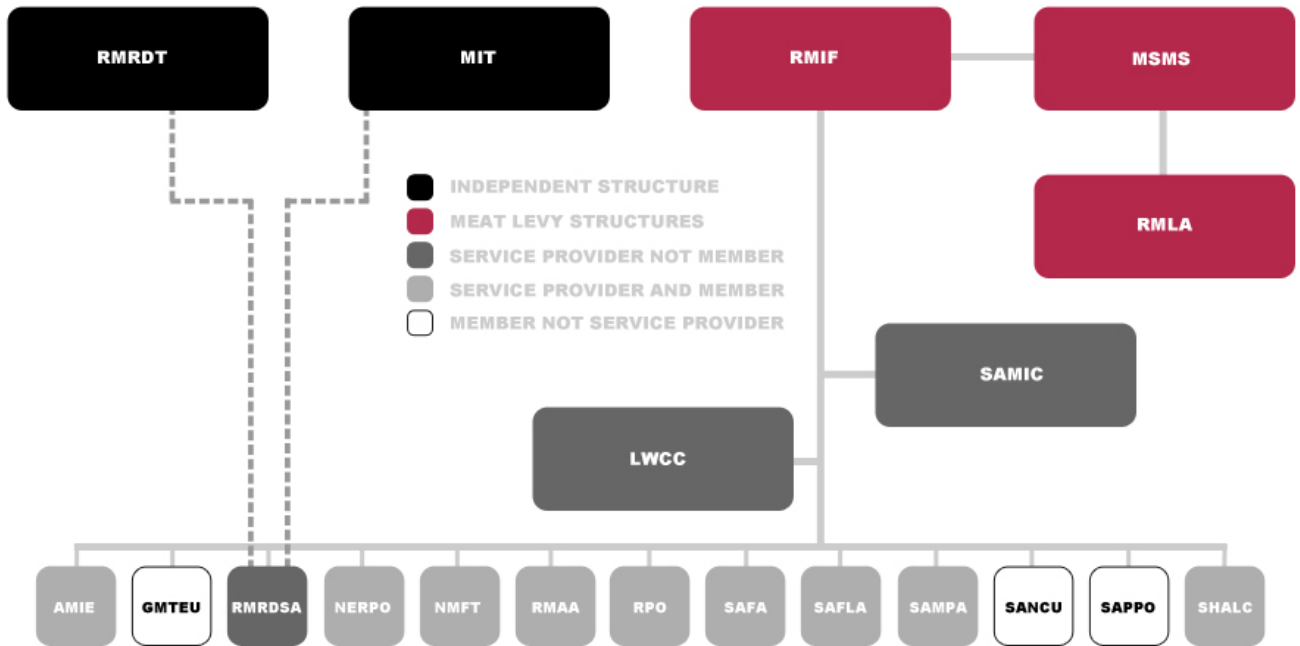 RMRDT
MIT
RMIF
MSMS
INDEPENDENT STRUCTURE
MEAT LEVY STRUCTURES
SERVICE PROVIDER NOT MEMBER
SERVICE PROVIDER AND MEMBER
MEMBER NOT SERVICE PROVIDER
RMLA
SAMIC
LWCC
AMIE
GMTEU
RMRDSA
NERPO
NMFT
RMAA
RPO
SAFA
SAFLA
SAMPA
SANCU
SAPPO
SHALC